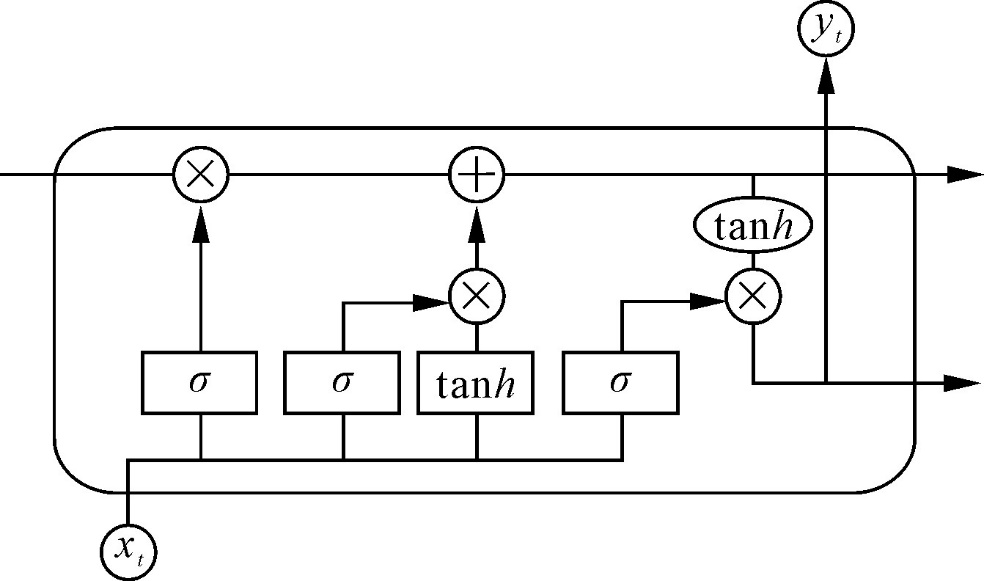 y_t
×
+
tanh
×
×
σ
σ
tanh
σ
x_t